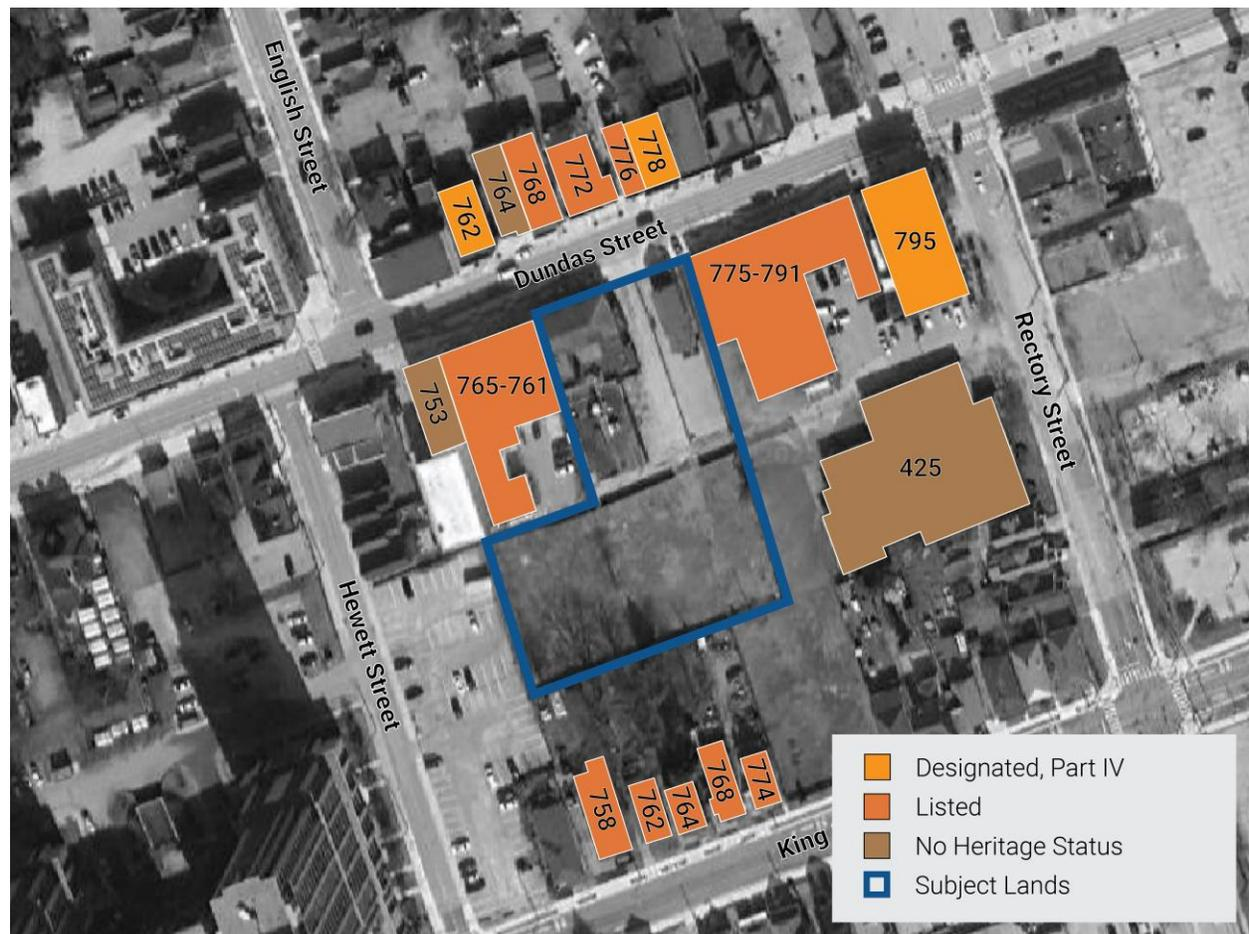 English Street
762
764
768
772
776
778
Dundas Street
775-791
795
753
765-761
425
Rectory Street
Hewett Street
758
762
764
768
774
King
Designated, Part IV
Listed
No Heritage Status
Subject Lands